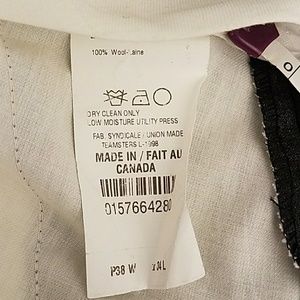 100% Wool-Laine
DRY CLEAN ONLY
LOW MOISTURE UTILITY PRESS
FAB. SYNDICALE / UNION MADE
TEAMSTERS L-1998
MADE IN / FAIT AU
CANADA
0157664280
P38 W